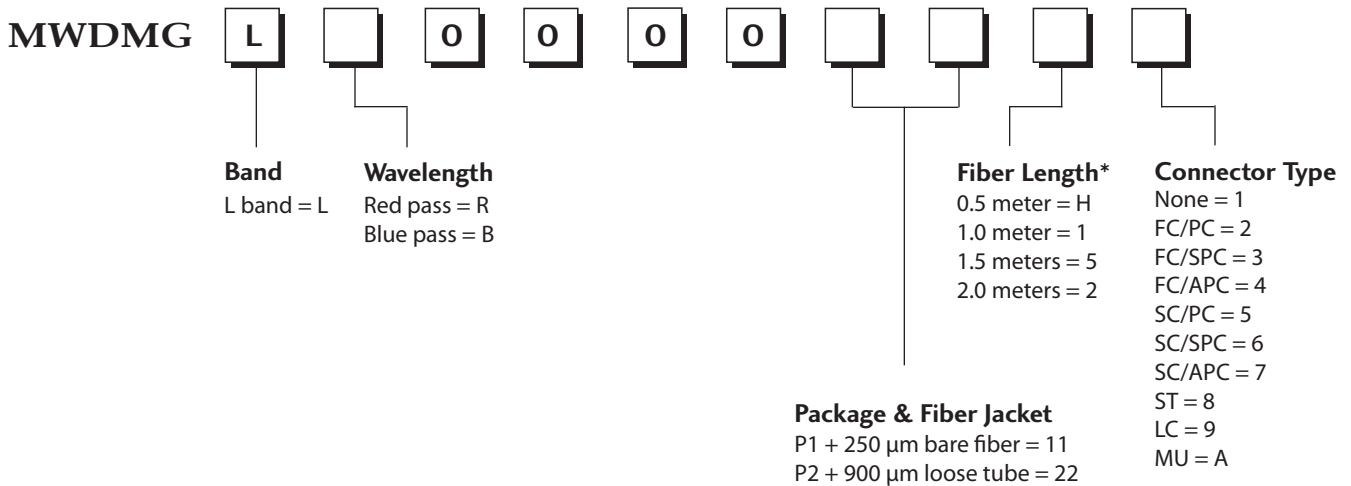 MWDMG L 0 0 0 0
Band
L band = L
Wavelength
Red pass = R
Blue pass = B
Package & Fiber Jacket
P1 + 250 µm bare fiber = 11
P2 + 900 µm loose tube = 22
Fiber Length*
0.5 meter = H
1.0 meter = 1
1.5 meters = 5
2.0 meters = 2
Connector Type
None = 1
FC/PC = 2
FC/SPC = 3
FC/APC = 4
SC/PC = 5
SC/SPC = 6
SC/APC = 7
ST = 8
LC = 9
MU = A